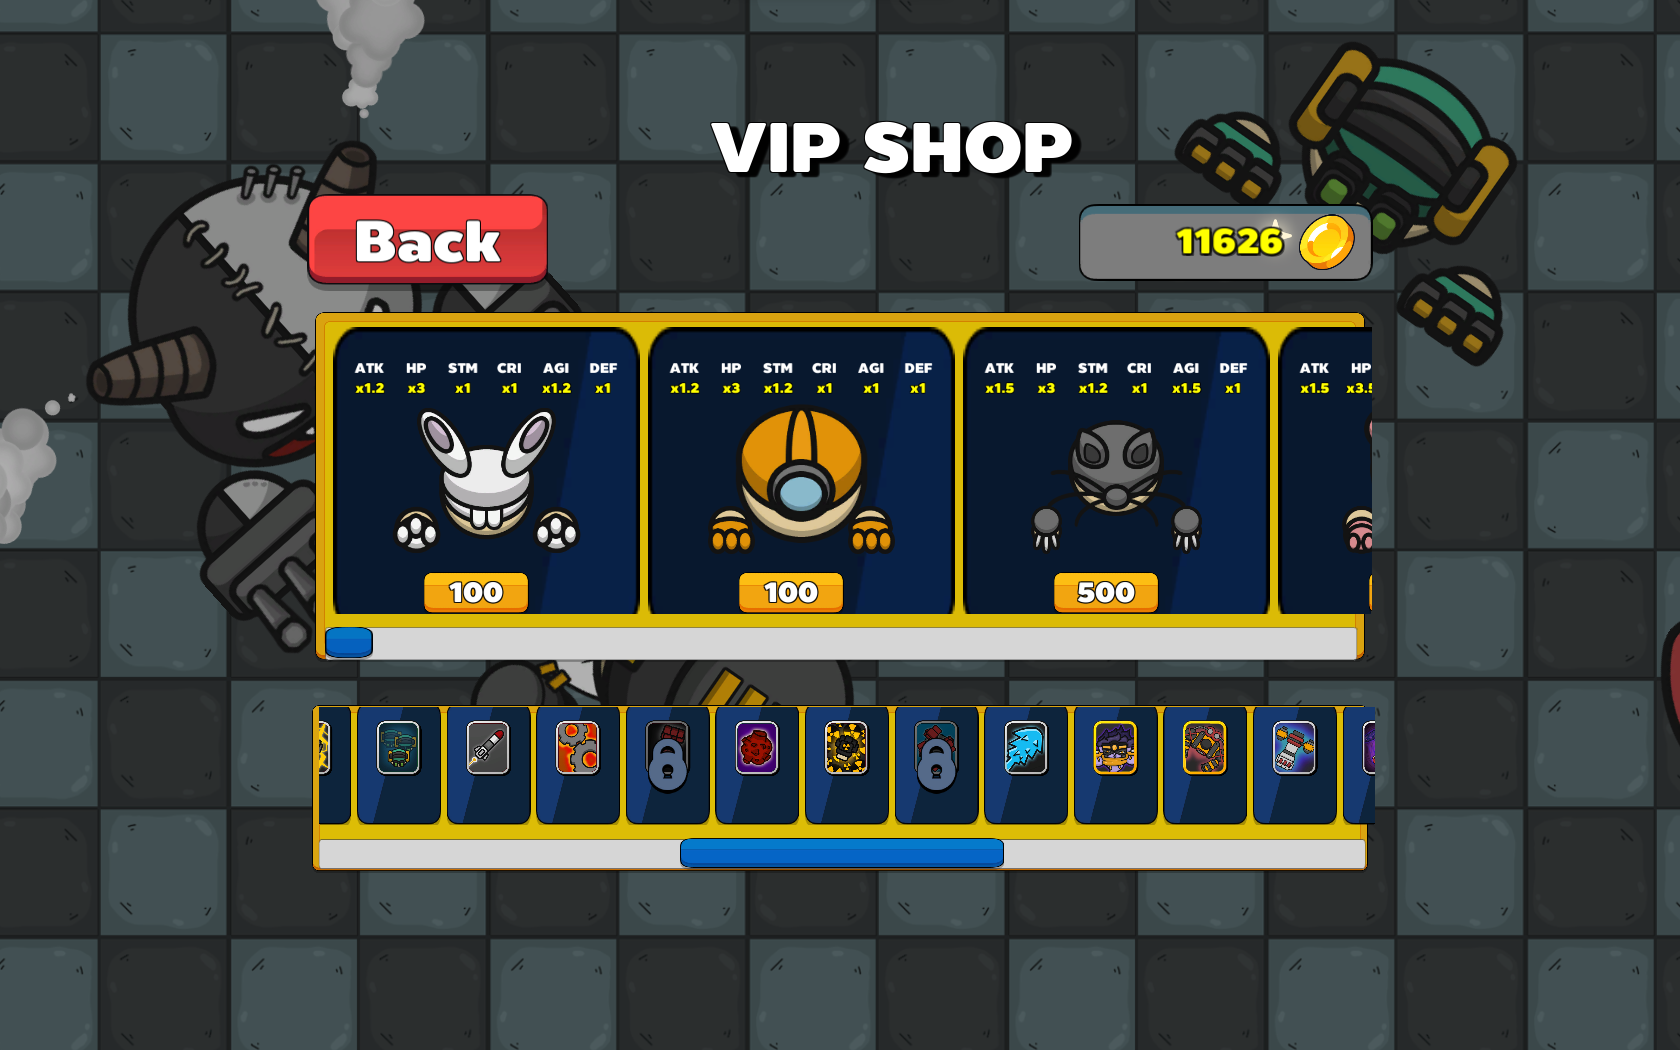 VIP SHOP
Back
11626
ATK HP STM CRI AGI DEF
x1.2 x3 x1 x1 x1.2 x1
100
ATK HP STM CRI AGI DEF
x1.2 x3 x1.2 x1 x1 x1
100
ATK HP STM CRI AGI DEF
x1.5 x3 x1.2 x1 x1.5 x1
500
ATK HP
x1.5 x3.5